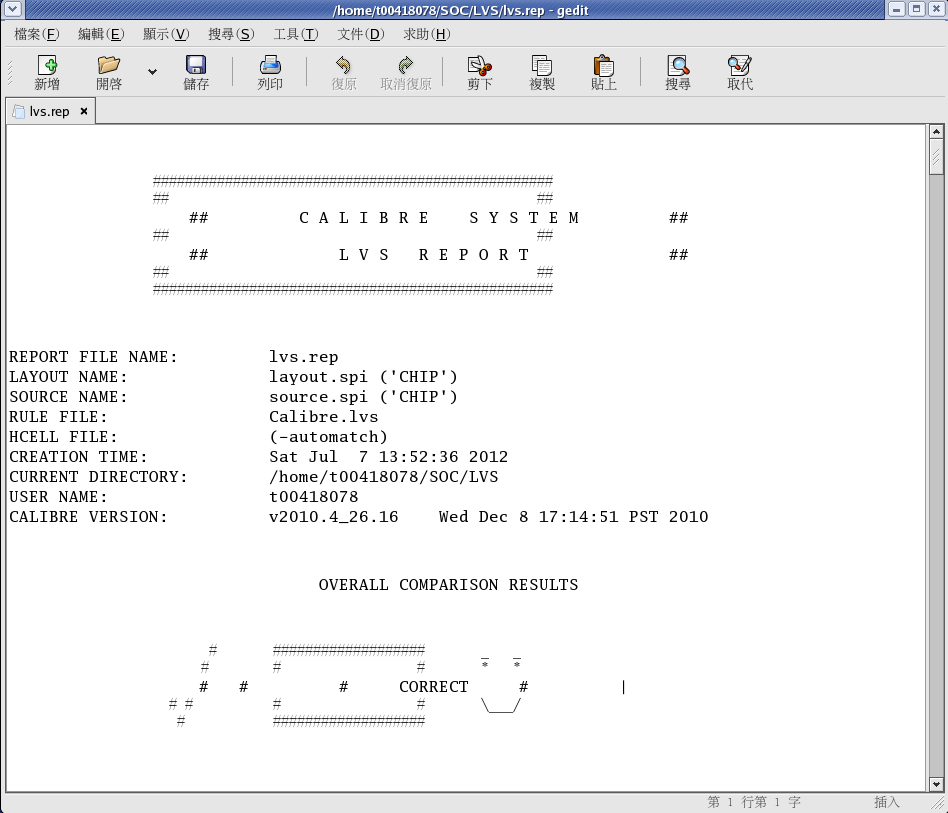 /home/t00418078/SOC/LVS/lvs.rep - gedit
檔案(F) 編輯(E) 顯示(V) 搜尋(S) 工具(T) 文件(D) 求助(H)
新增 開啓 儲存 列印 復原 取消復原 剪下 複製 貼上 搜尋 取代
lvs.rep
##################################################
## ##
## C A L I B R E S Y S T E M ##
## ##
## L V S R E P O R T ##
## ##
##################################################
REPORT FILE NAME: lvs.rep
LAYOUT NAME: layout.spi ('CHIP')
SOURCE NAME: source.spi ('CHIP')
RULE FILE: Calibre.lvs
HCELL FILE: (-automatch)
CREATION TIME: Sat Jul 7 13:52:36 2012
CURRENT DIRECTORY: /home/t00418078/SOC/LVS
USER NAME: t00418078
CALIBRE VERSION: v2010.4_26.16 Wed Dec 8 17:14:51 PST 2010
OVERALL COMPARISON RESULTS
# ################### _ _
# # # * *
# # # CORRECT # |
# # # # \___/
# ###################
第 1 行第 1 字 插入